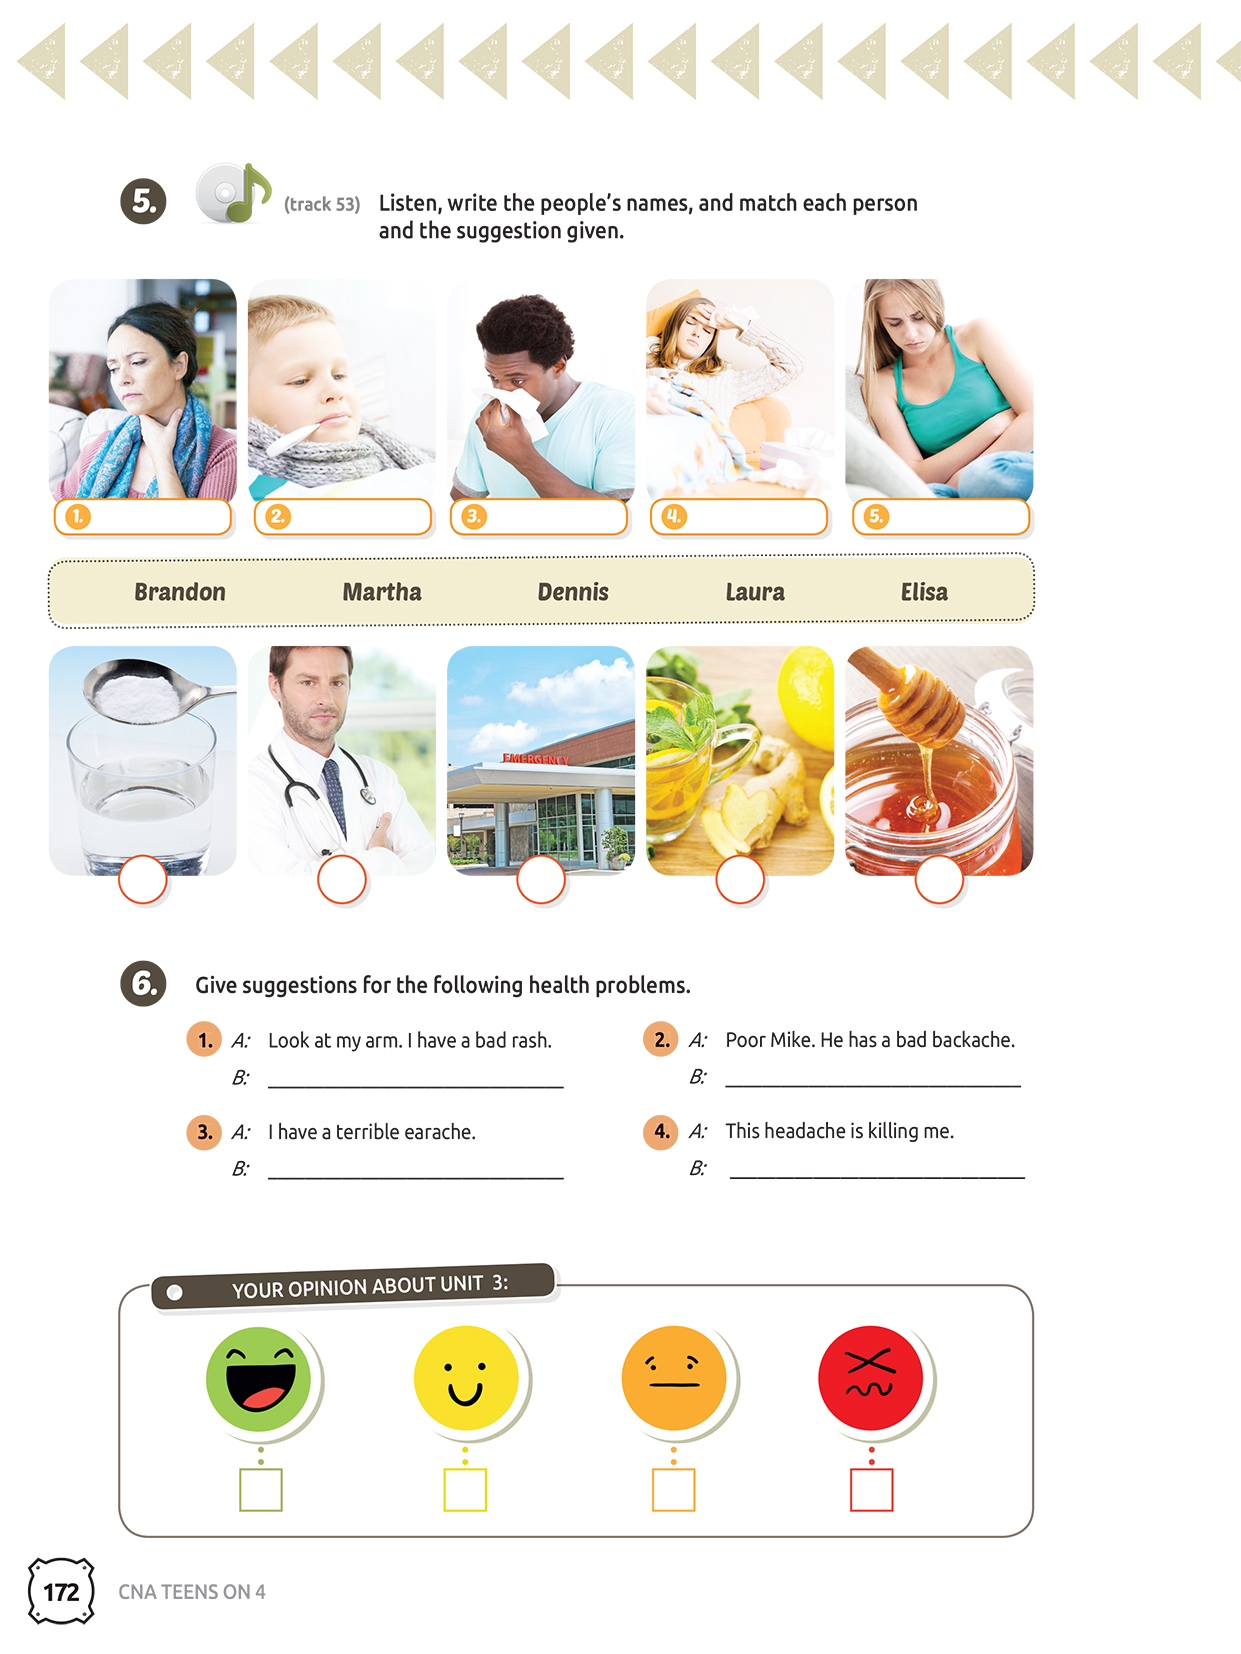 5. (track 53) Listen, write the people's names, and match each person
and the suggestion given.
1. 2. 3. 4. 5.
Brandon Martha Dennis Laura Elisa
EMERGENCY
6. Give suggestions for the following health problems.
1. A: Look at my arm. I have a bad rash.
B: ______________________________
2. A: Poor Mike. He has a bad backache.
B: ______________________________
3. A: I have a terrible earache.
B: ______________________________
4. A: This headache is killing me.
B: ______________________________
YOUR OPINION ABOUT UNIT 3:
172 CNA TEENS ON 4